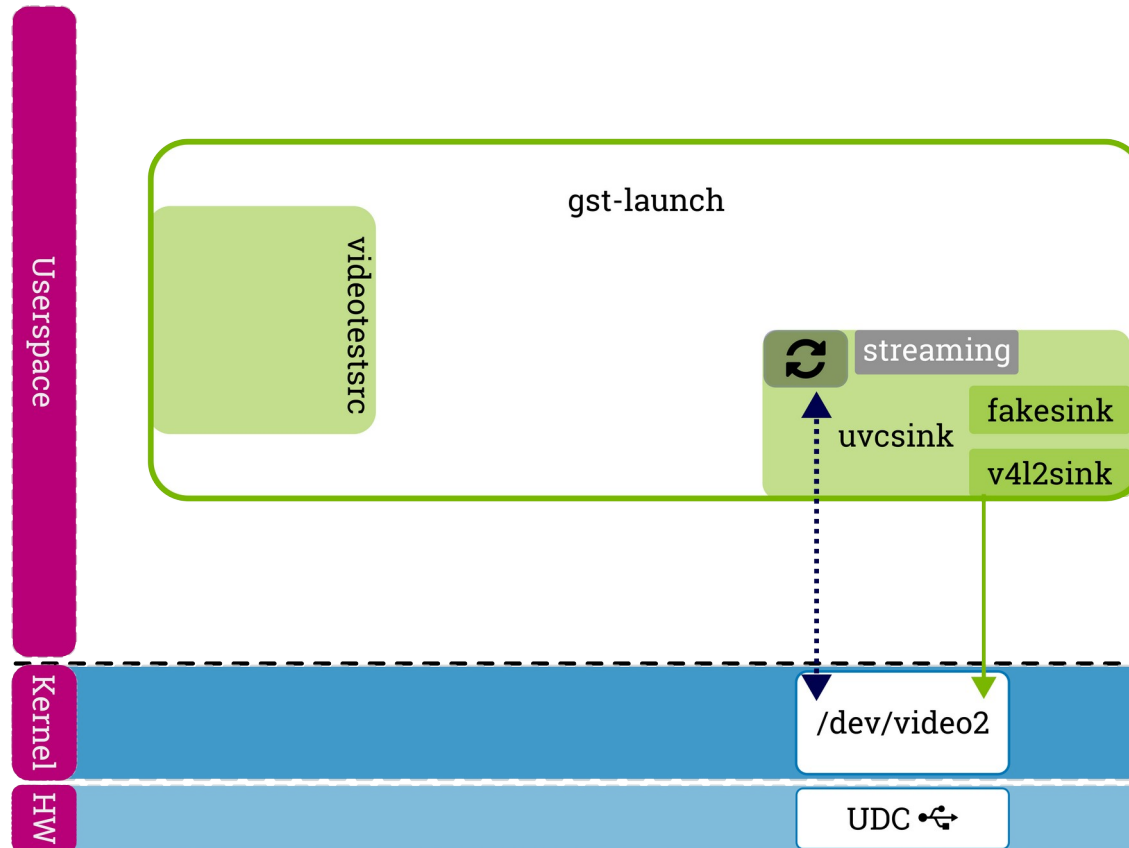 Userspace
gst-launch
videotestsrc
streaming
fakesink
uvcsink
v4l2sink
Kernel
/dev/video2
HW
UDC